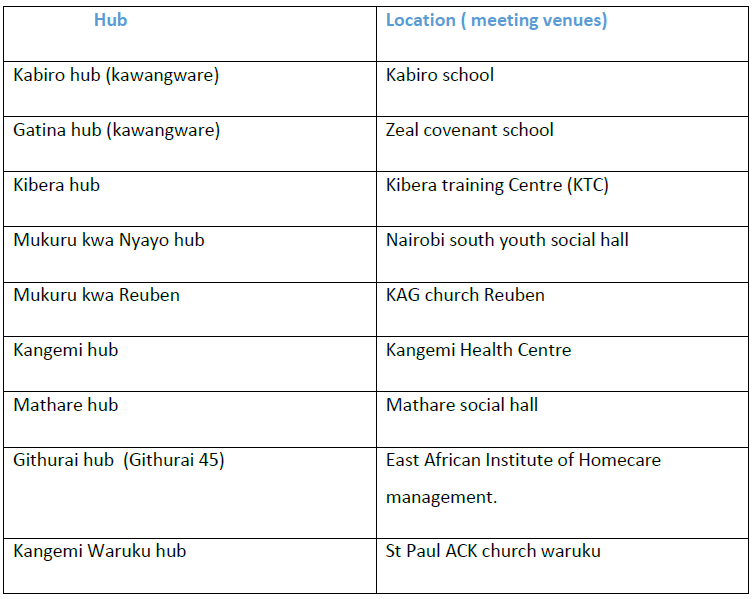 Hub
Location ( meeting venues)
Kabiro hub (kawangware)
Kabiro school
Gatina hub (kawangware)
Zeal covenant school
Kibera hub
Kibera training Centre (KTC)
Mukuru kwa Nyayo hub
Nairobi south youth social hall
Mukuru kwa Reuben
KAG church Reuben
Kangemi hub
Kangemi Health Centre
Mathare hub
Mathare social hall
Githurai hub  (Githurai 45)
East African Institute of Homecare
management.
Kangemi Waruku hub
St Paul ACK church waruku